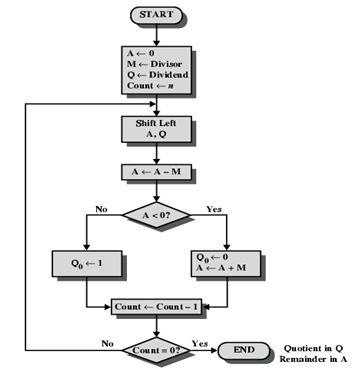 START
A ← 0
M ← Divisor
Q ← Dividend
Count ← n
Shift Left
A, Q
A ← A – M
No
A < 0?
Yes
Q₀ ← 1
Q₀ ← 0
A ← A + M
Count ← Count – 1
No
Count = 0?
Yes
END
Quotient in Q
Remainder in A